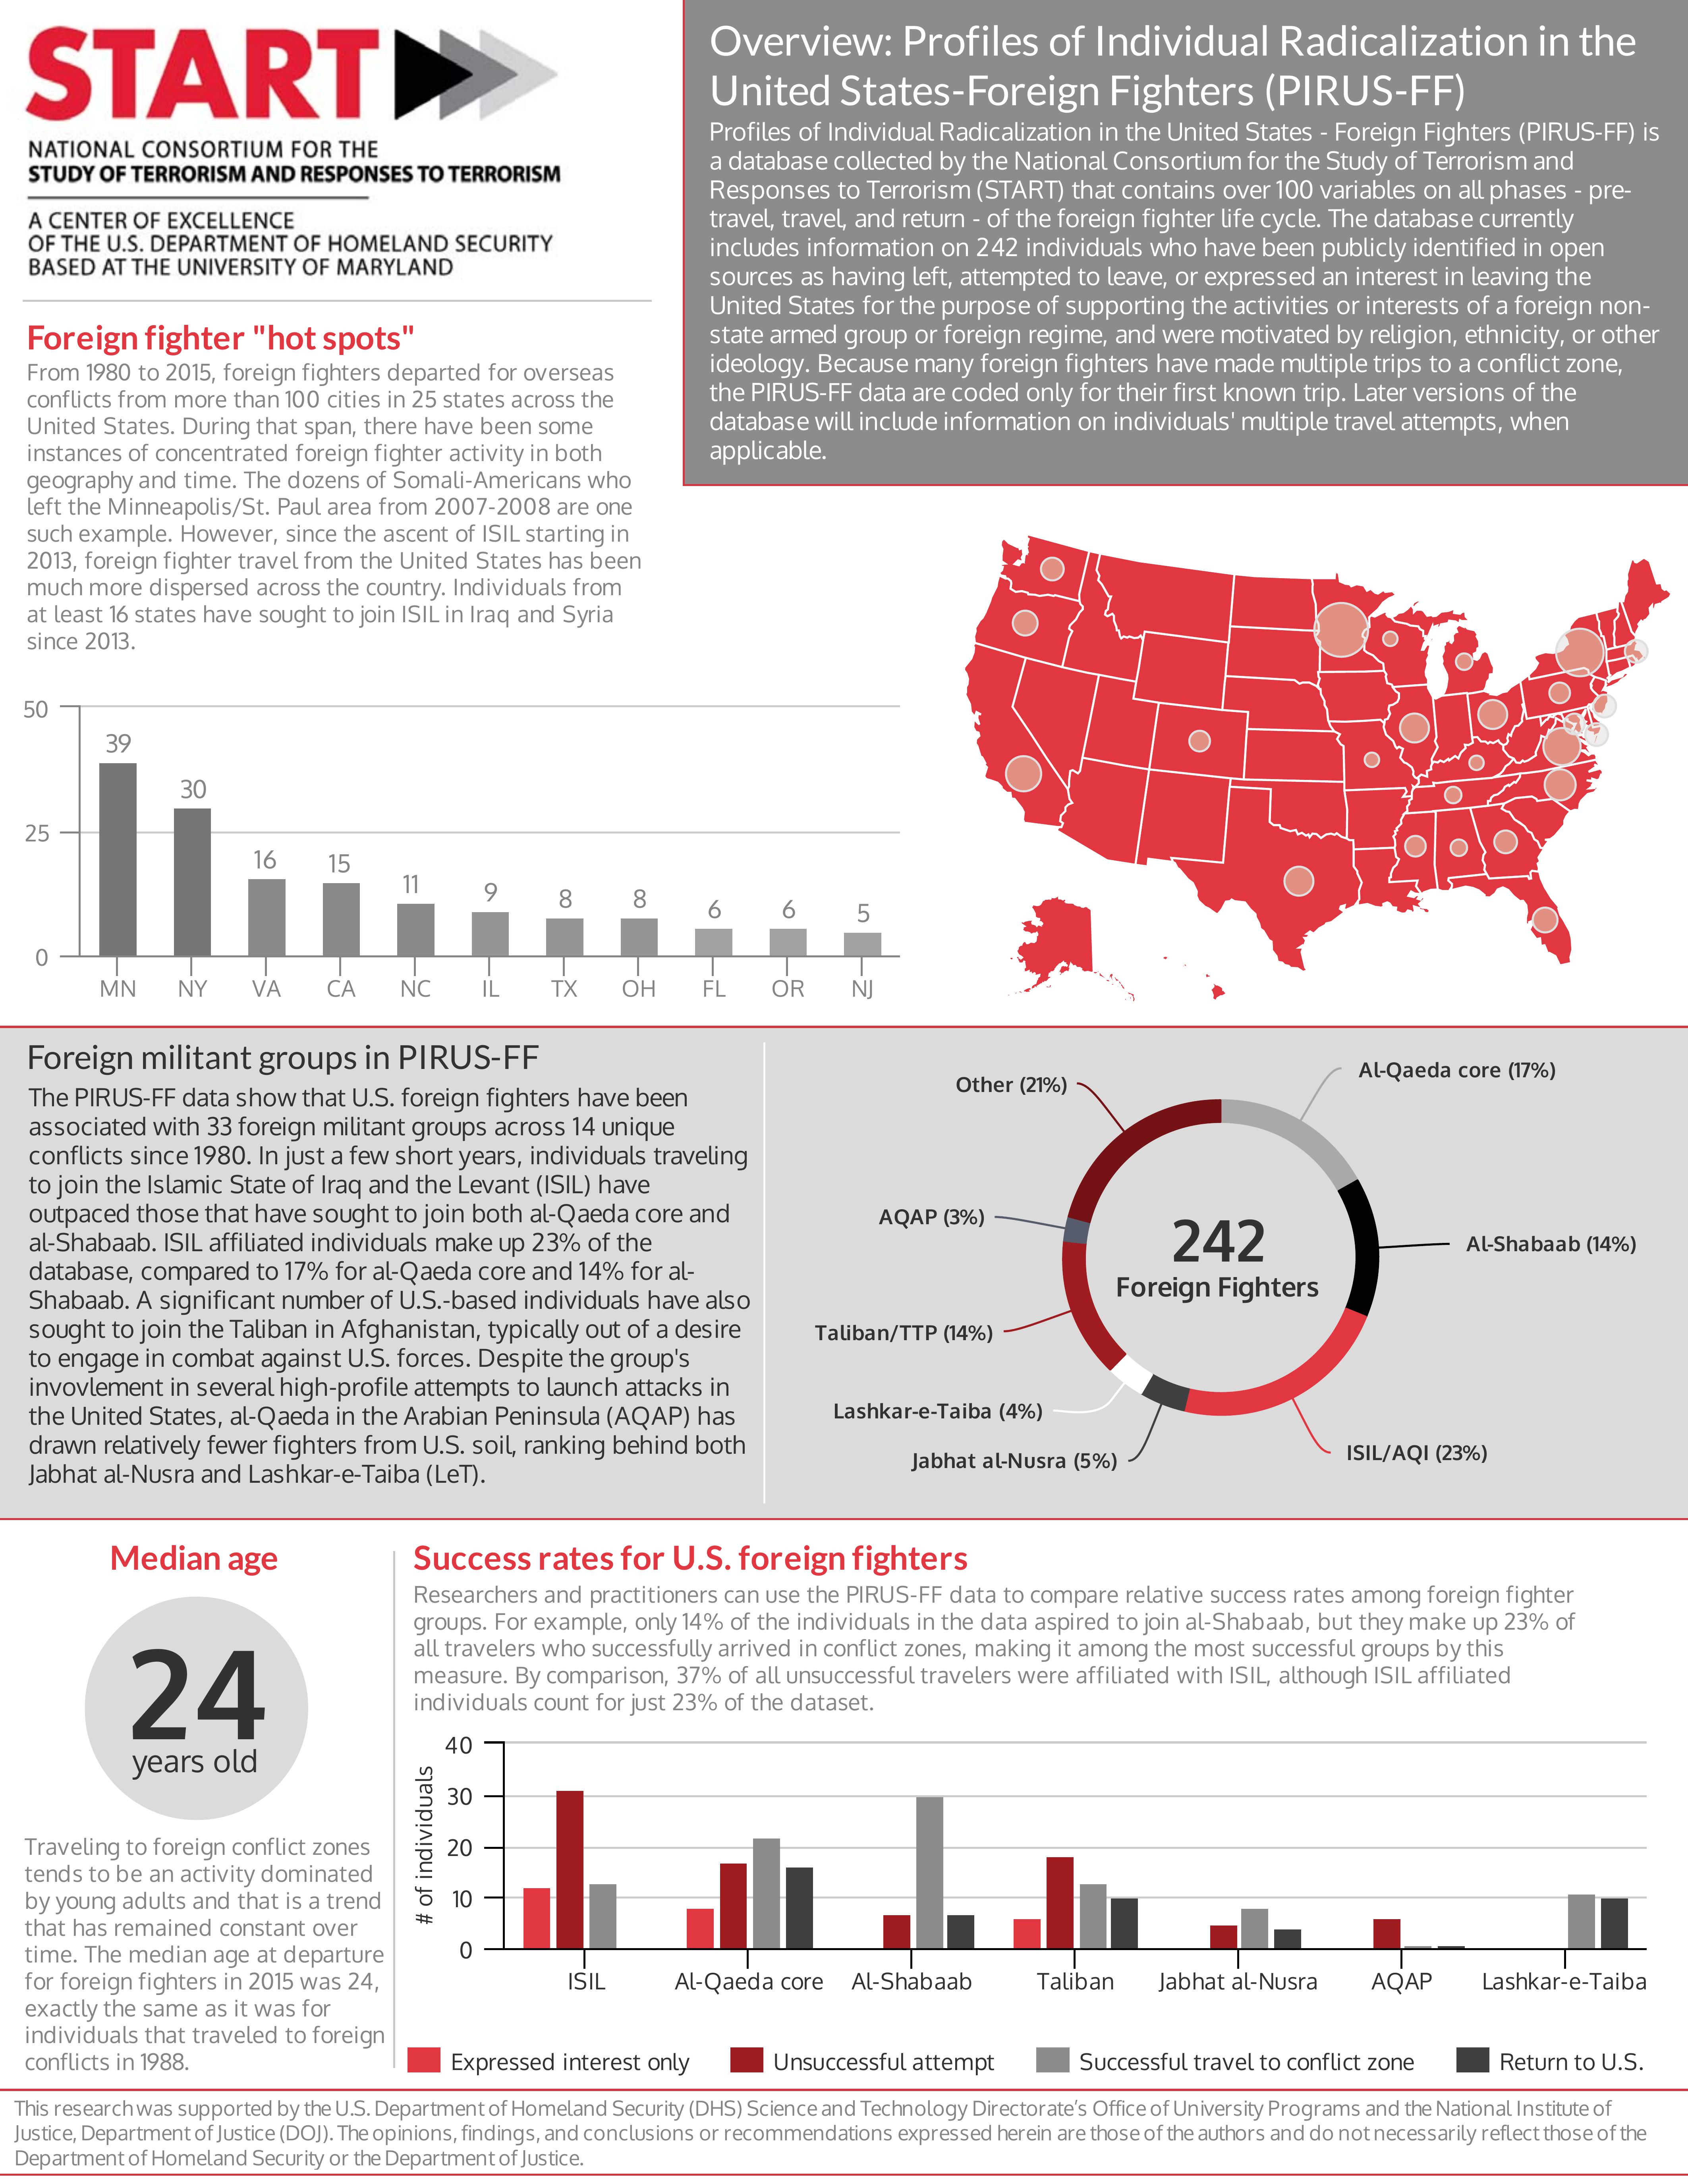 START
NATIONAL CONSORTIUM FOR THE
STUDY OF TERRORISM AND RESPONSES TO TERRORISM
A CENTER OF EXCELLENCE
OF THE U.S. DEPARTMENT OF HOMELAND SECURITY
BASED AT THE UNIVERSITY OF MARYLAND
Overview: Profiles of Individual Radicalization in the
United States-Foreign Fighters (PIRUS-FF)
Profiles of Individual Radicalization in the United States - Foreign Fighters (PIRUS-FF) is
a database collected by the National Consortium for the Study of Terrorism and
Responses to Terrorism (START) that contains over 100 variables on all phases - pre-
travel, travel, and return - of the foreign fighter life cycle. The database currently
includes information on 242 individuals who have been publicly identified in open
sources as having left, attempted to leave, or expressed an interest in leaving the
United States for the purpose of supporting the activities or interests of a foreign non-
state armed group or foreign regime, and were motivated by religion, ethnicity, or other
ideology. Because many foreign fighters have made multiple trips to a conflict zone,
the PIRUS-FF data are coded only for their first known trip. Later versions of the
database will include information on individuals' multiple travel attempts, when
applicable.
Foreign fighter "hot spots"
From 1980 to 2015, foreign fighters departed for overseas
conflicts from more than 100 cities in 25 states across the
United States. During that span, there have been some
instances of concentrated foreign fighter activity in both
geography and time. The dozens of Somali-Americans who
left the Minneapolis/St. Paul area from 2007-2008 are one
such example. However, since the ascent of ISIL starting in
2013, foreign fighter travel from the United States has been
much more dispersed across the country. Individuals from
at least 16 states have sought to join ISIL in Iraq and Syria
since 2013.
50
25
0
39
30
16
15
11
9
8
8
6
6
5
MN NY VA CA NC IL TX OH FL OR NJ
Foreign militant groups in PIRUS-FF
The PIRUS-FF data show that U.S. foreign fighters have been
associated with 33 foreign militant groups across 14 unique
conflicts since 1980. In just a few short years, individuals traveling
to join the Islamic State of Iraq and the Levant (ISIL) have
outpaced those that have sought to join both al-Qaeda core and
al-Shabaab. ISIL affiliated individuals make up 23% of the
database, compared to 17% for al-Qaeda core and 14% for al-
Shabaab. A significant number of U.S.-based individuals have also
sought to join the Taliban in Afghanistan, typically out of a desire
to engage in combat against U.S. forces. Despite the group's
invovlement in several high-profile attempts to launch attacks in
the United States, al-Qaeda in the Arabian Peninsula (AQAP) has
drawn relatively fewer fighters from U.S. soil, ranking behind both
Jabhat al-Nusra and Lashkar-e-Taiba (LeT).
Al-Qaeda core (17%)
Other (21%)
AQAP (3%)
Al-Shabaab (14%)
242
Foreign Fighters
Taliban/TTP (14%)
Lashkar-e-Taiba (4%)
Jabhat al-Nusra (5%)
ISIL/AQI (23%)
Median age
24
years old
Traveling to foreign conflict zones
tends to be an activity dominated
by young adults and that is a trend
that has remained constant over
time. The median age at departure
for foreign fighters in 2015 was 24,
exactly the same as it was for
individuals that traveled to foreign
conflicts in 1988.
Success rates for U.S. foreign fighters
Researchers and practitioners can use the PIRUS-FF data to compare relative success rates among foreign fighter
groups. For example, only 14% of the individuals in the data aspired to join al-Shabaab, but they make up 23% of
all travelers who successfully arrived in conflict zones, making it among the most successful groups by this
measure. By comparison, 37% of all unsuccessful travelers were affiliated with ISIL, although ISIL affiliated
individuals count for just 23% of the dataset.
# of individuals
40
30
20
10
0
ISIL Al-Qaeda core Al-Shabaab Taliban Jabhat al-Nusra AQAP Lashkar-e-Taiba
Expressed interest only Unsuccessful attempt Successful travel to conflict zone Return to U.S.
This research was supported by the U.S. Department of Homeland Security (DHS) Science and Technology Directorate's Office of University Programs and the National Institute of
Justice, Department of Justice (DOJ). The opinions, findings, and conclusions or recommendations expressed herein are those of the authors and do not necessarily reflect those of the
Department of Homeland Security or the Department of Justice.